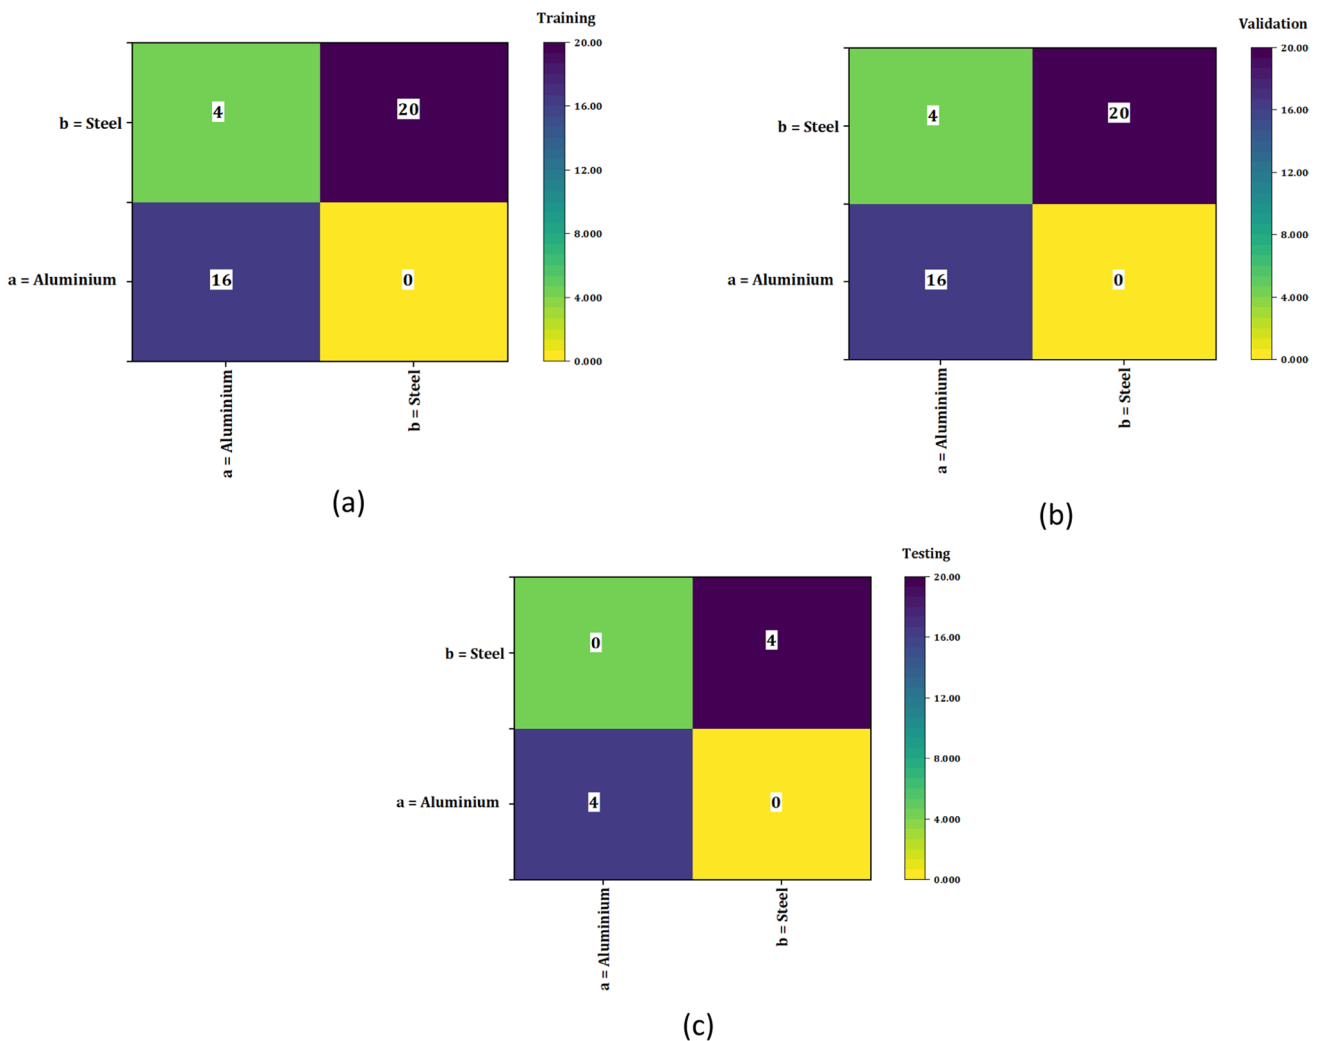 Training
20.00
4
20
b = Steel
16.00
12.00
8.000
a = Aluminium
16
0
4.000
0.000
a = Aluminium
b = Steel
(a)
Validation
20.00
4
20
b = Steel
16.00
12.00
8.000
a = Aluminium
16
0
4.000
0.000
a = Aluminium
b = Steel
(b)
Testing
20.00
0
4
b = Steel
16.00
12.00
8.000
a = Aluminium
4
0
4.000
0.000
a = Aluminium
b = Steel
(c)